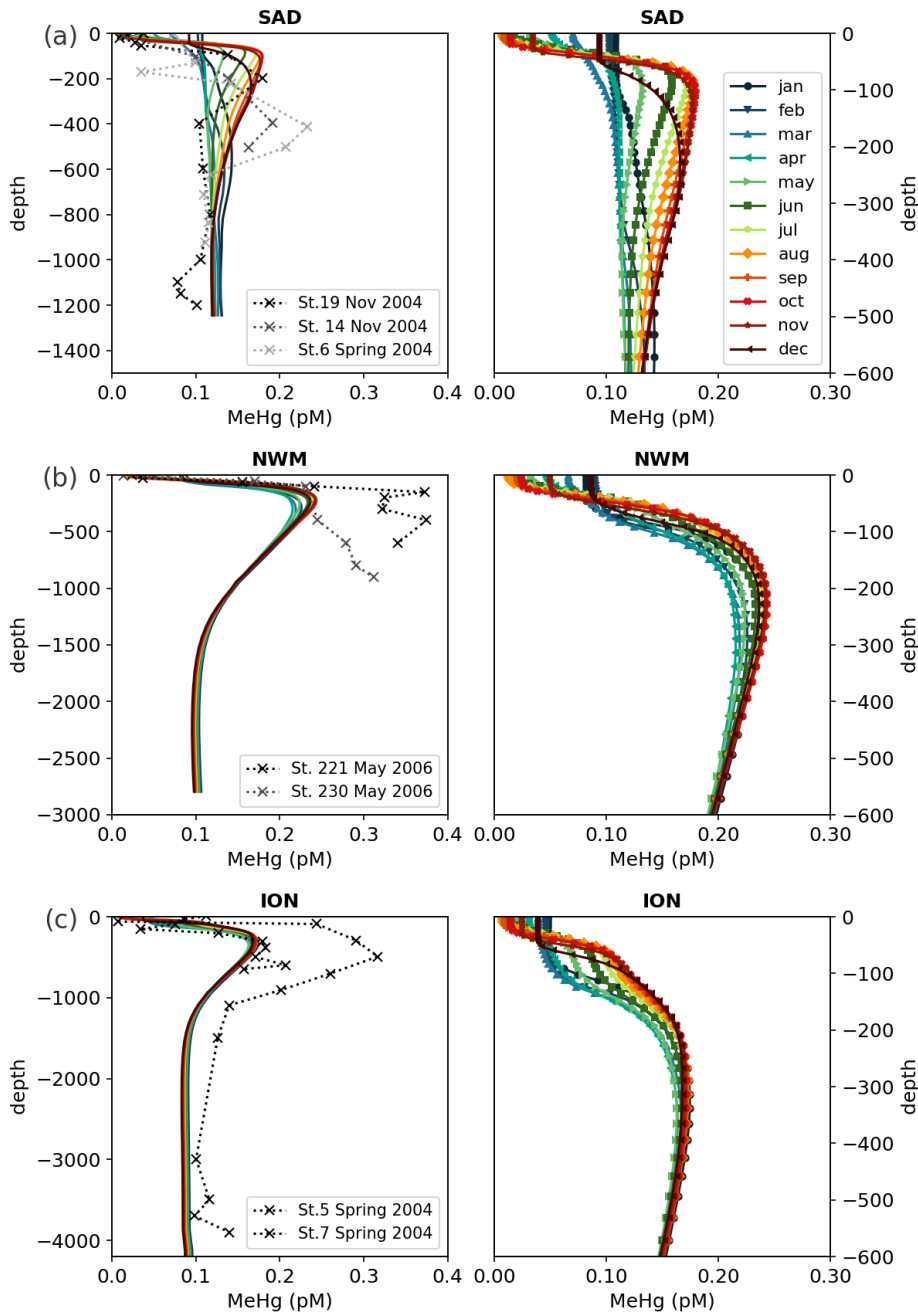 SAD
SAD
(a)
0
−200
−400
−600
−800
−1000
−1200
−1400
depth
0.0 0.1 0.2 0.3 0.4
MeHg (pM)
St.19 Nov 2004
St. 14 Nov 2004
St.6 Spring 2004
0
−100
−200
−300
−400
−500
−600
depth
0.00 0.10 0.20 0.30
MeHg (pM)
jan
feb
mar
apr
may
jun
jul
aug
sep
oct
nov
dec
NWM
NWM
(b)
0
−500
−1000
−1500
−2000
−2500
−3000
depth
0.0 0.1 0.2 0.3 0.4
MeHg (pM)
St. 221 May 2006
St. 230 May 2006
0
−100
−200
−300
−400
−500
−600
depth
0.00 0.10 0.20 0.30
MeHg (pM)
ION
ION
(c)
0
−1000
−2000
−3000
−4000
depth
0.0 0.1 0.2 0.3 0.4
MeHg (pM)
St.5 Spring 2004
St.7 Spring 2004
0
−100
−200
−300
−400
−500
−600
depth
0.00 0.10 0.20 0.30
MeHg (pM)